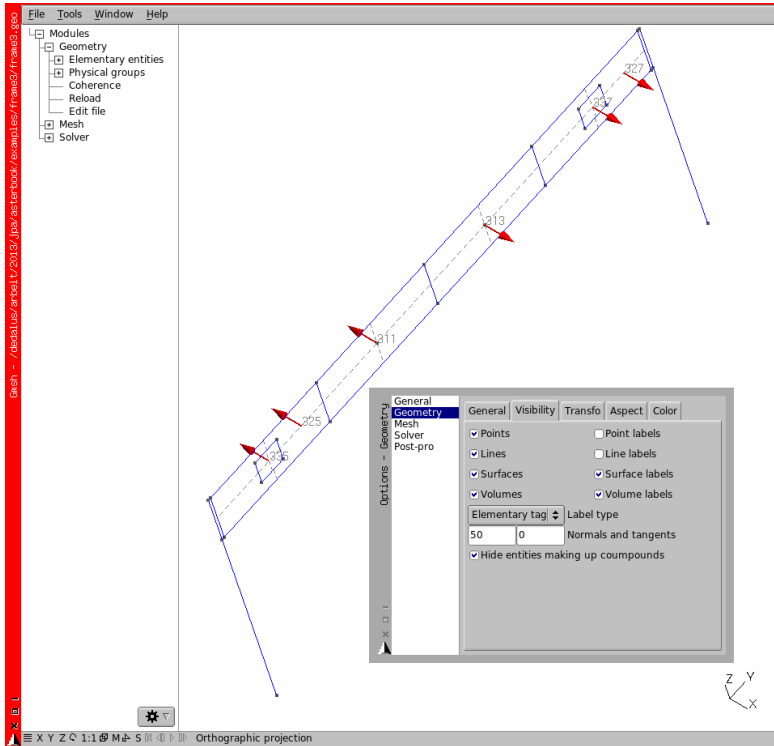 Gmsh - /dedalus/arbeit/2013/jpa/asterbook/examples/frame3/frame3.geo
File Tools Window Help
Modules
Geometry
Elementary entities
Physical groups
Coherence
Reload
Edit file
Mesh
Solver
327
337
313
311
325
335
Options - Geometry
General
Geometry
Mesh
Solver
Post-pro
General Visibility Transfo Aspect Color
Points Point labels
Lines Line labels
Surfaces Surface labels
Volumes Volume labels
Elementary tag Label type
50 0 Normals and tangents
Hide entities making up coumpounds
Z Y
X
X Y Z 1:1 M S Orthographic projection